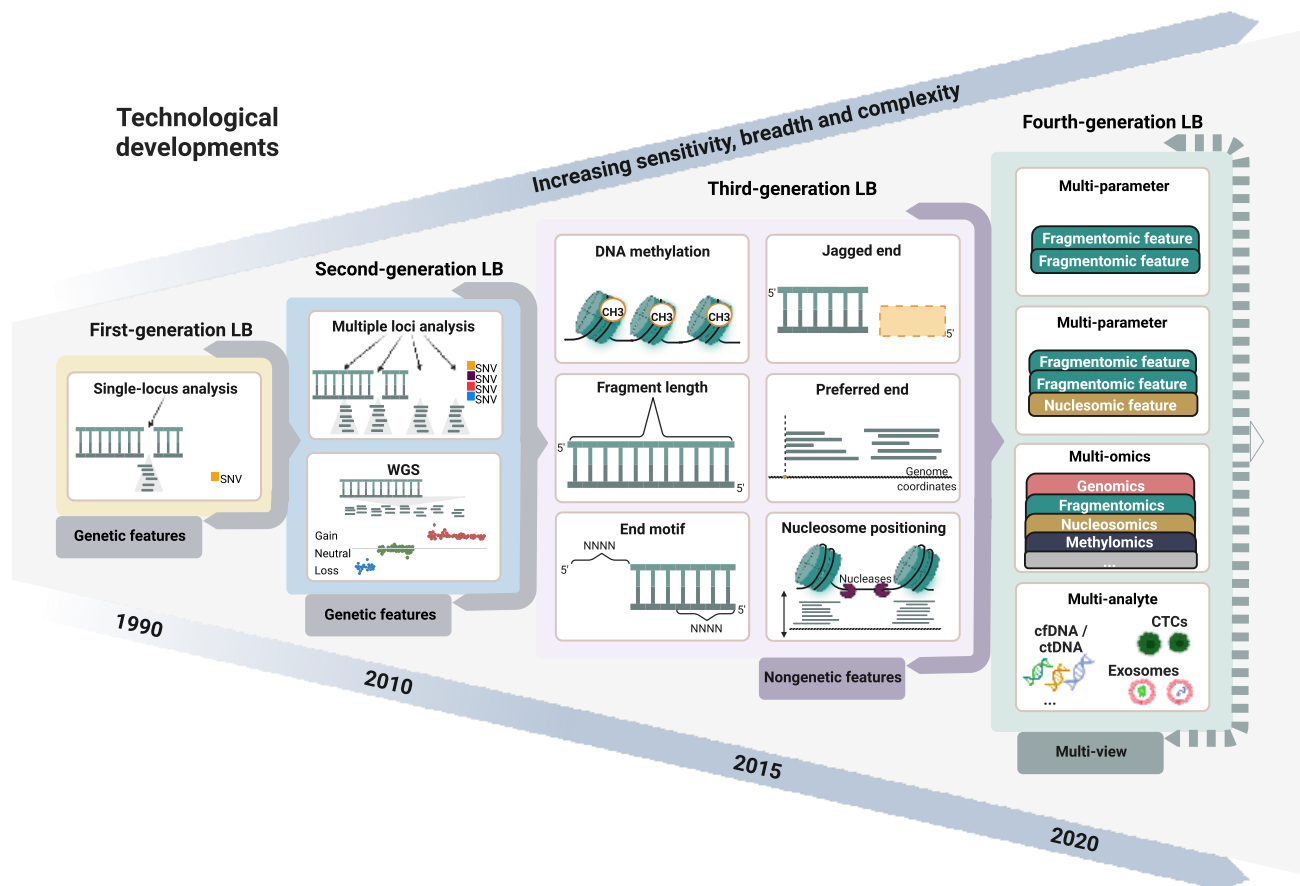 Technological
developments
Increasing sensitivity, breadth and complexity
First-generation LB
Single-locus analysis
SNV
Genetic features
Second-generation LB
Multiple loci analysis
SNV
SNV
SNV
SNV
WGS
Gain
Neutral
Loss
Genetic features
Third-generation LB
DNA methylation
CH3
CH3
CH3
Jagged end
5'
5'
Fragment length
5'
5'
Preferred end
Genome
coordinates
End motif
NNNN
5'
5'
NNNN
Nucleosome positioning
Nucleases
Nongenetic features
Fourth-generation LB
Multi-parameter
Fragmentomic feature
Fragmentomic feature
Multi-parameter
Fragmentomic feature
Fragmentomic feature
Nuclesomic feature
Multi-omics
Genomics
Fragmentomics
Nucleosomics
Methylomics
...
Multi-analyte
cfDNA /
ctDNA
...
CTCs
Exosomes
Multi-view
1990
2010
2015
2020